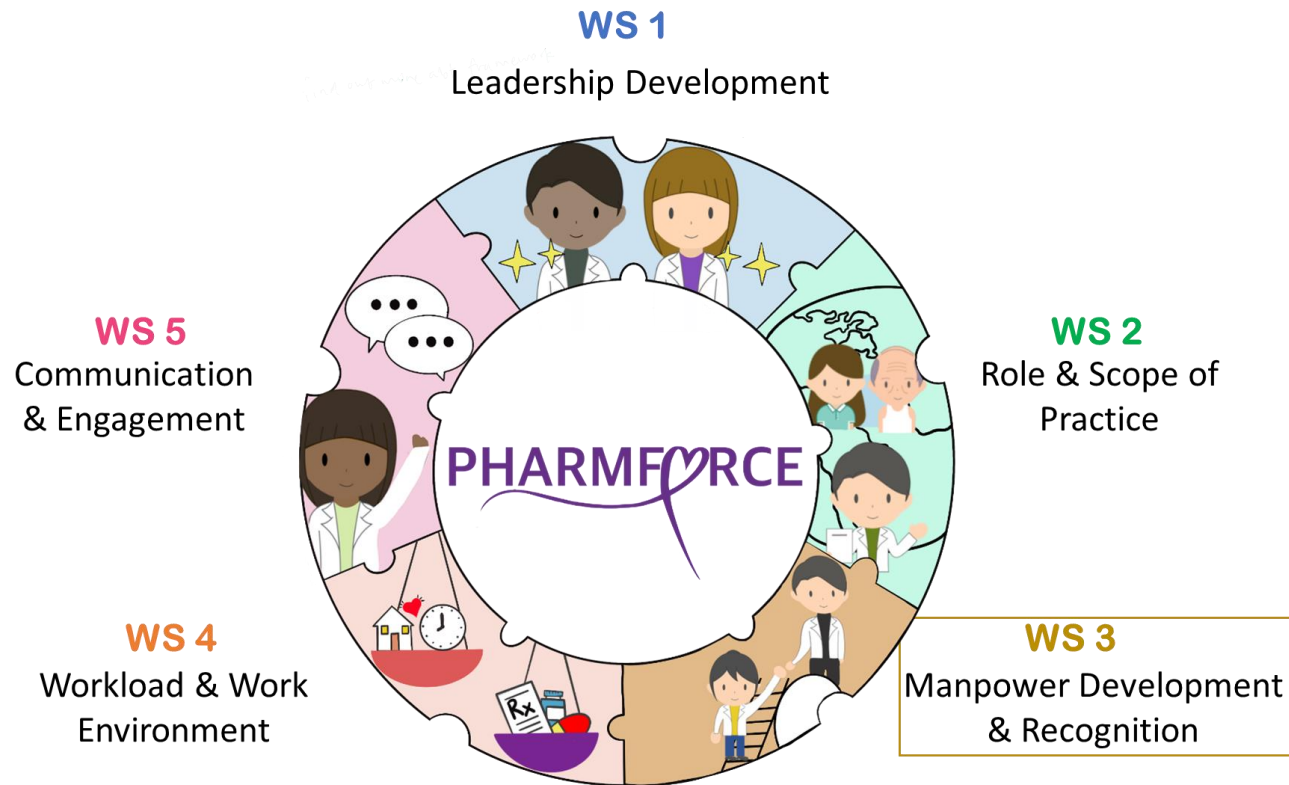 WS 1
Leadership Development
WS 5
Communication
& Engagement
WS 2
Role & Scope of
Practice
PHARMFORCE
Rx
WS 4
Workload & Work
Environment
WS 3
Manpower Development
& Recognition